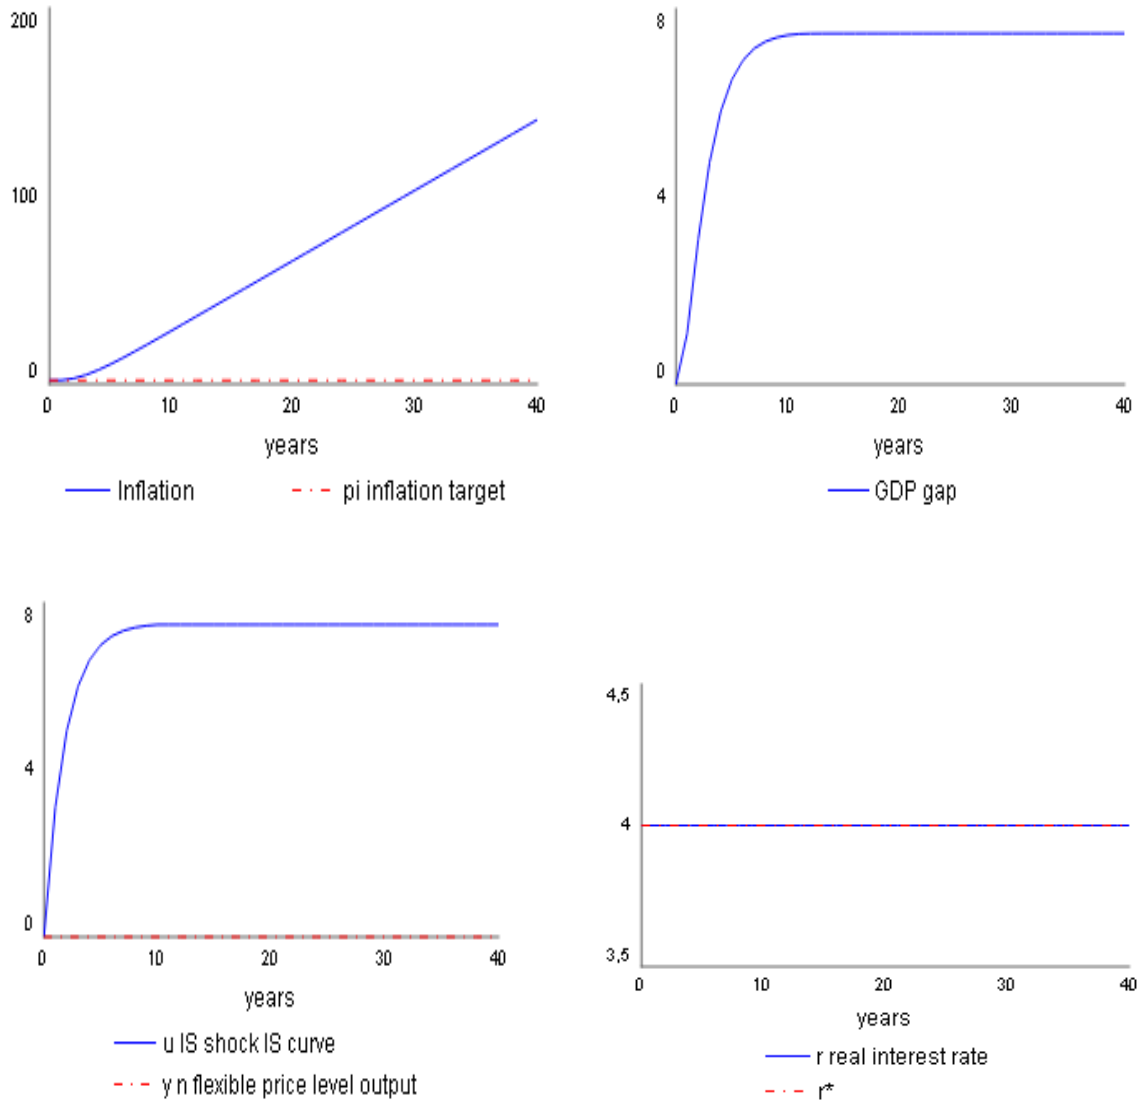 200
100
0
0 10 20 30 40
years
Inflation pi inflation target
8
4
0
0 10 20 30 40
years
GDP gap
8
4
0
0 10 20 30 40
years
u IS shock IS curve
y n flexible price level output
4,5
4
3,5
0 10 20 30 40
years
r real interest rate
r*